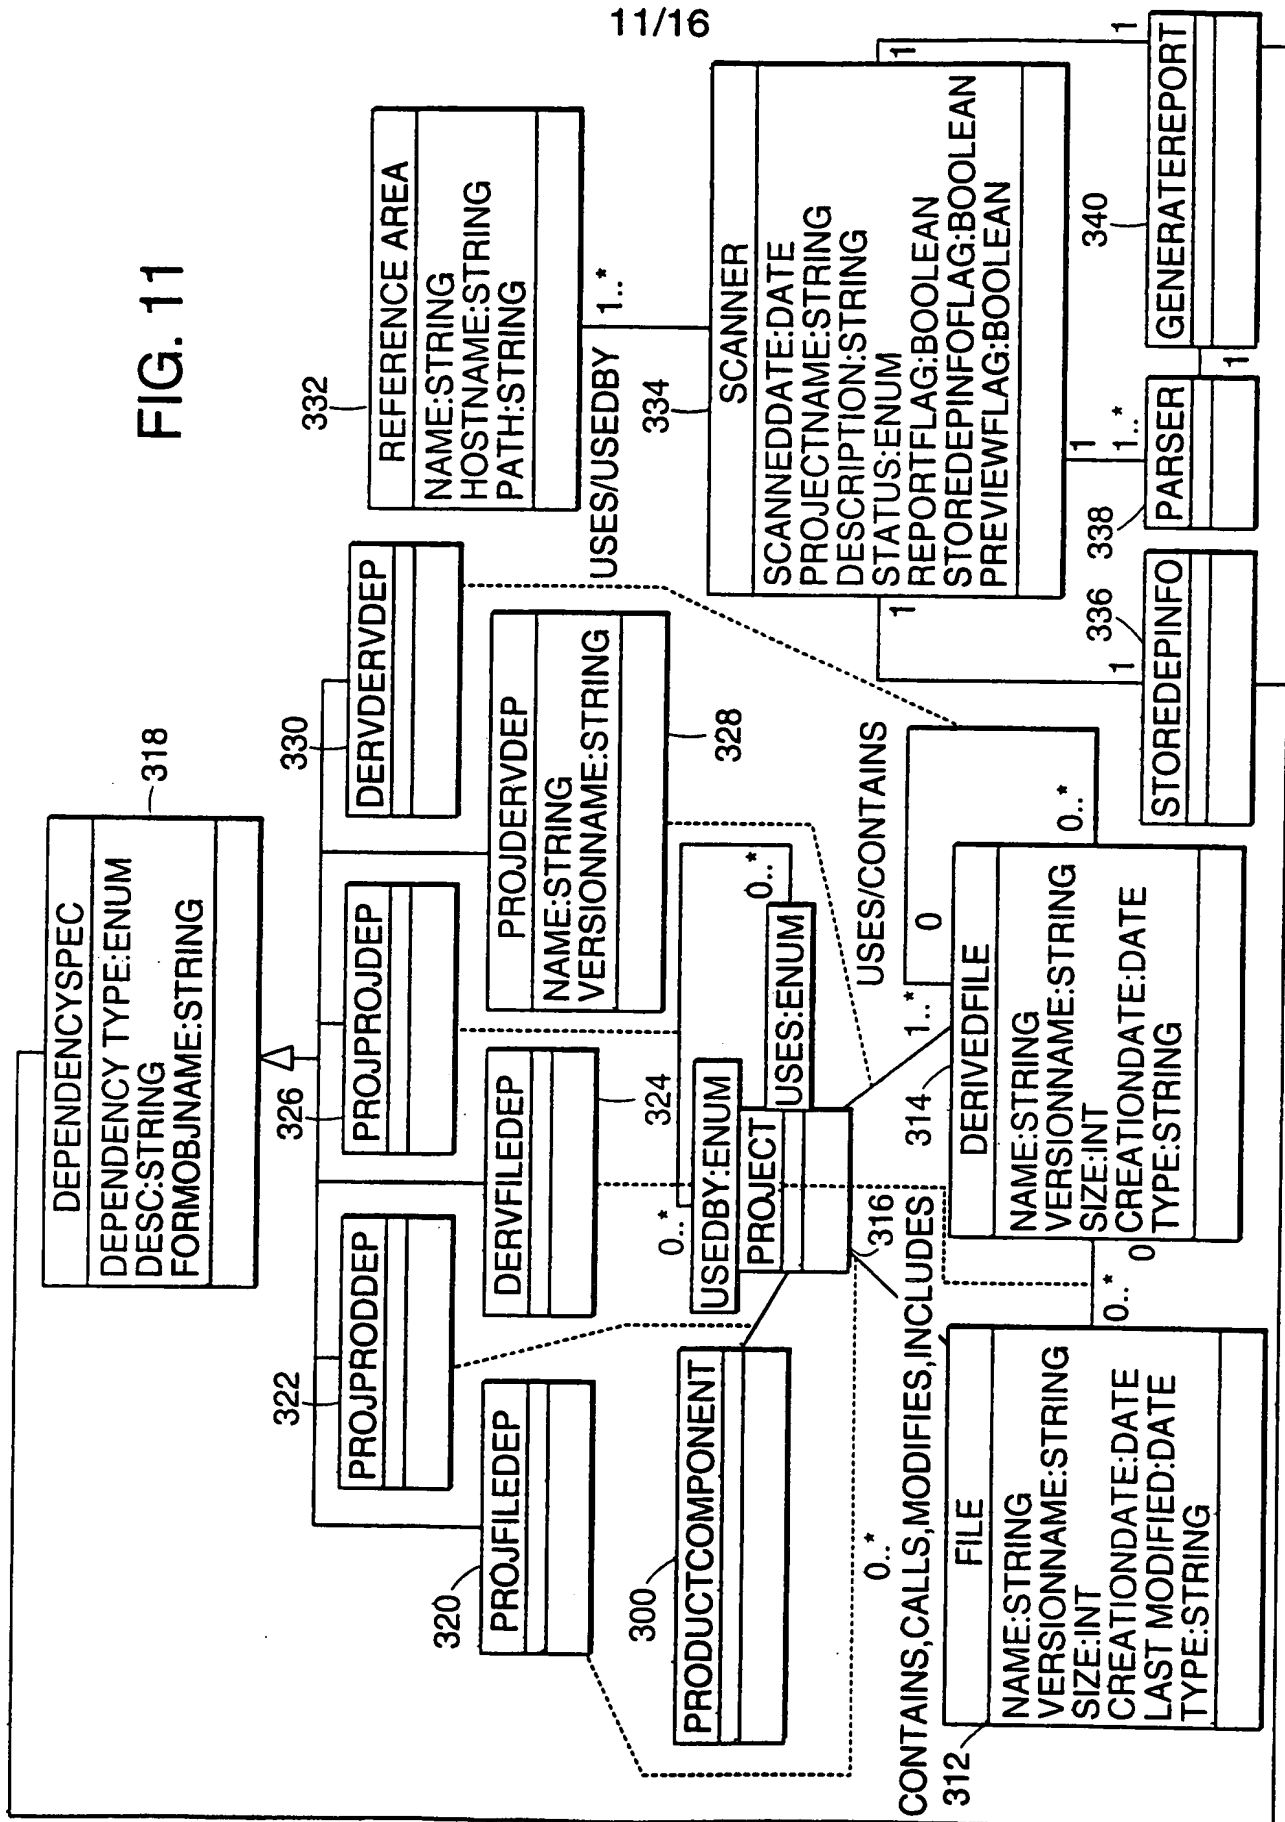 11/16
FIG. 11
DEPENDENCYSPEC
DEPENDENCY TYPE:ENUM
DESC:STRING
FORMOBJNAME:STRING
318
322
PROJPRODDEP
326
PROJPROJDEP
330
DERVDERVDEP
332
REFERENCE AREA
NAME:STRING
HOSTNAME:STRING
PATH:STRING
320
PROJFILEDEP
DERVFILEDEP
324
PROJDERVDEP
NAME:STRING
VERSIONNAME:STRING
328
USES/USEDBY
1..*
300
PRODUCTCOMPONENT
0..*
USEDBY:ENUM
PROJECT
USES:ENUM
0..*
316
334
SCANNER
SCANEDDATE:DATE
PROJECTNAME:STRING
DESCRIPTION:STRING
STATUS:ENUM
REPORTFLAG:BOOLEAN
STOREDEPINFOFLAG:BOOLEAN
PREVIEWFLAG:BOOLEAN
1
1
1
0..*
CONTAINS,CALLS,MODIFIES,INCLUDES
312
FILE
NAME:STRING
VERSIONNAME:STRING
SIZE:INT
CREATIONDATE:DATE
LAST MODIFIED:DATE
TYPE:STRING
0..*
0
314
1..*
DERIVEDFILE
NAME:STRING
VERSIONNAME:STRING
SIZE:INT
CREATIONDATE:DATE
TYPE:STRING
USES/CONTAINS
0
0..*
336
1
STOREDEPINFO
338
1..*
PARSER
1
340
1
GENERATEREPORT